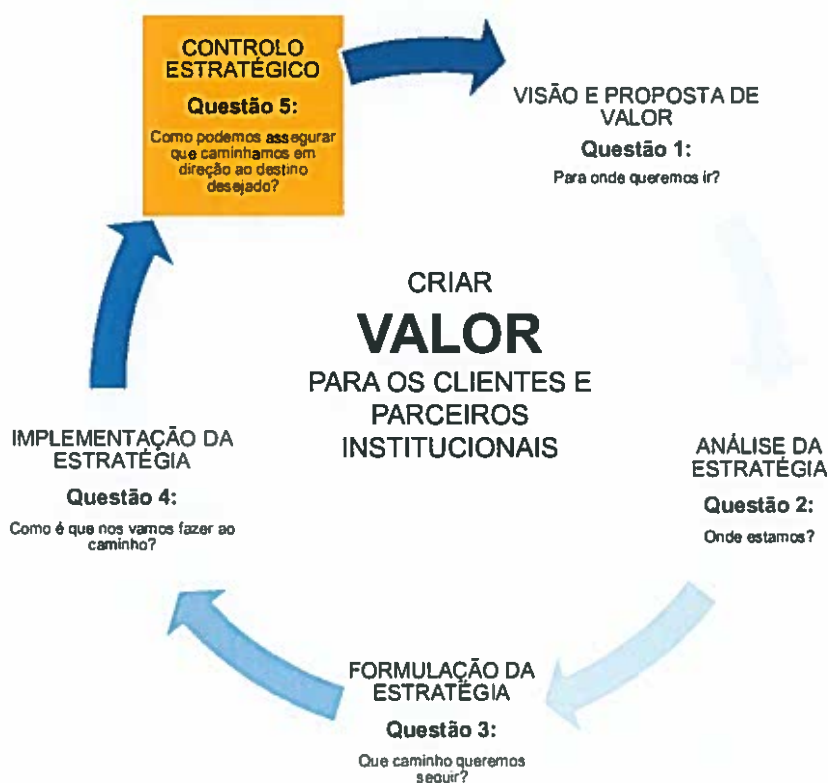 CONTROLO
ESTRATÉGICO
Questão 5:
Como podemos assegurar
que caminhamos em
direção ao destino
desejado?
VISÃO E PROPOSTA DE
VALOR
Questão 1:
Para onde queremos ir?
CRIAR
VALOR
PARA OS CLIENTES E
PARCEIROS
INSTITUCIONAIS
ANÁLISE DA
ESTRATÉGIA
Questão 2:
Onde estamos?
FORMULAÇÃO DA
ESTRATÉGIA
Questão 3:
Que caminho queremos
seguir?
IMPLEMENTAÇÃO DA
ESTRATÉGIA
Questão 4:
Como é que nos vamos fazer ao
caminho?